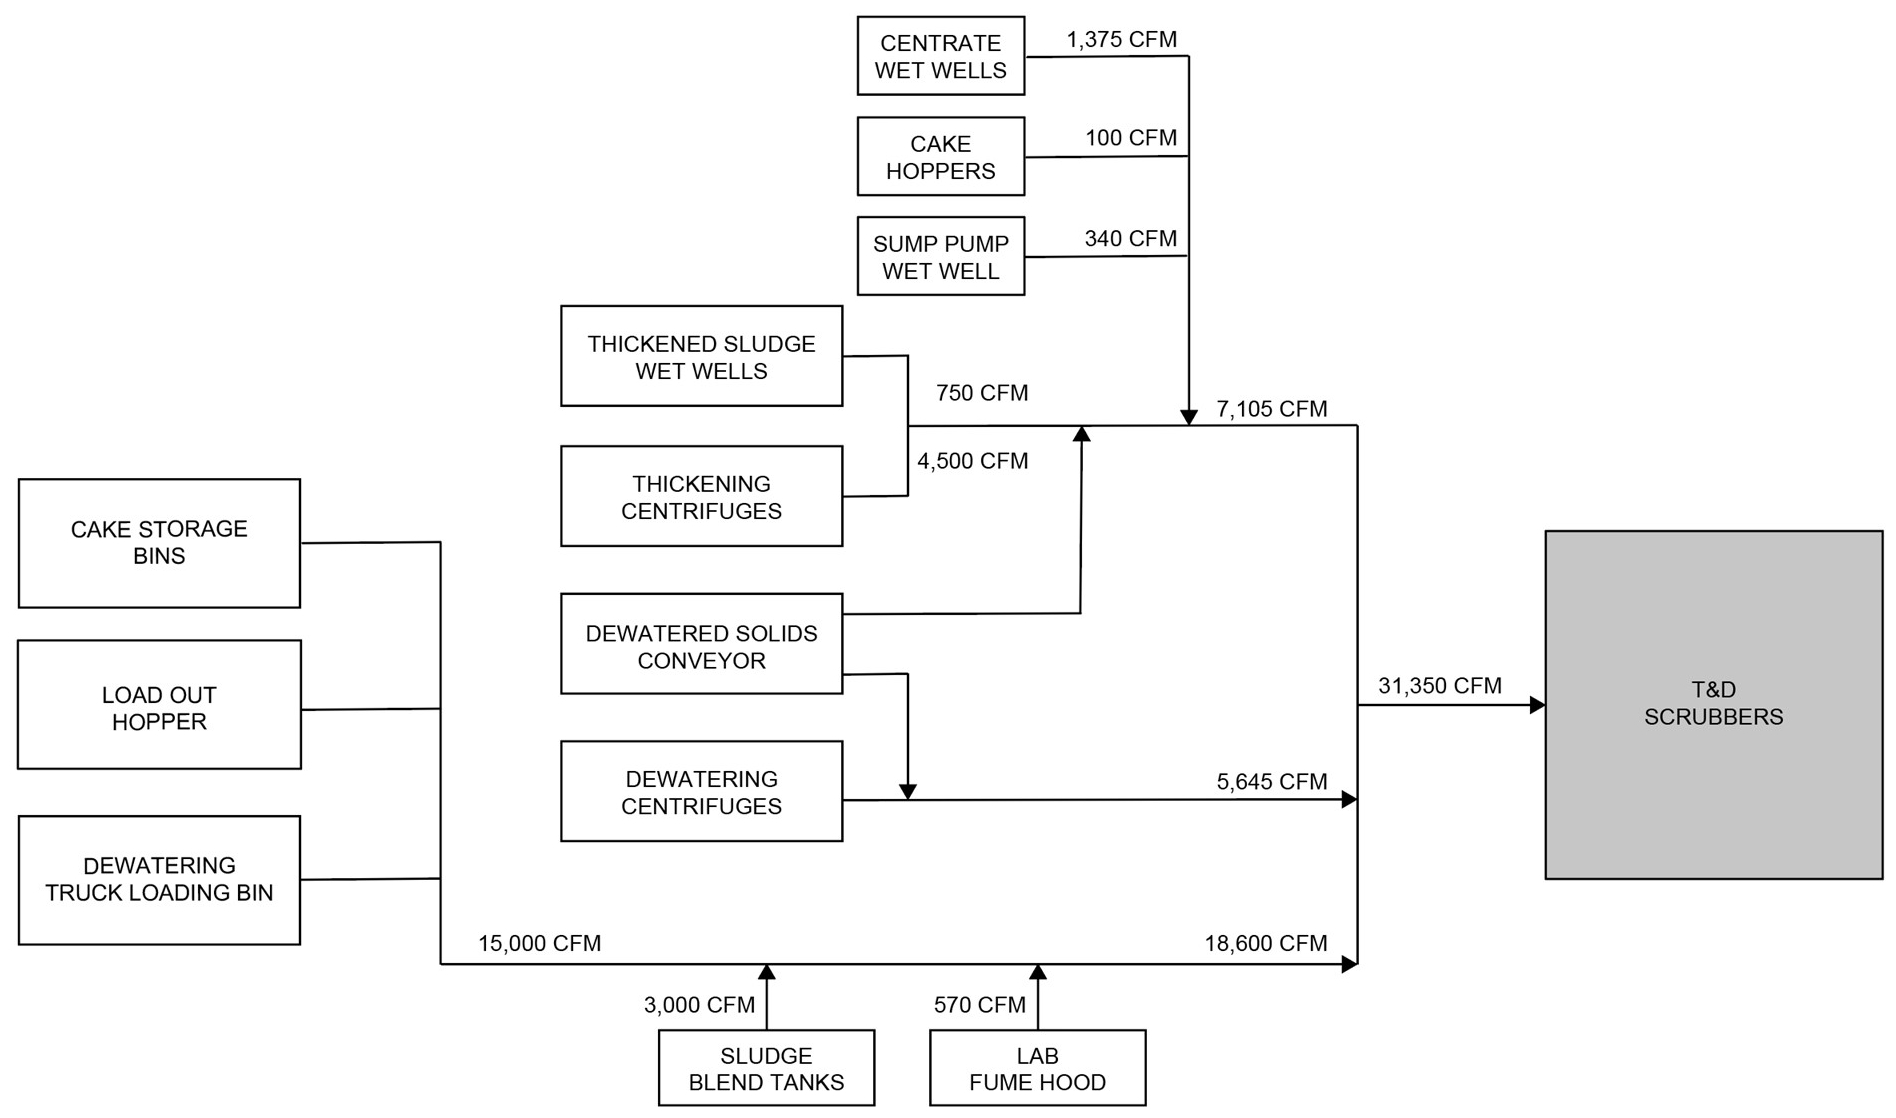 CENTRATE
WET WELLS
1,375 CFM
CAKE
HOPPERS
100 CFM
SUMP PUMP
WET WELL
340 CFM
THICKENED SLUDGE
WET WELLS
750 CFM
7,105 CFM
THICKENING
CENTRIFUGES
4,500 CFM
CAKE STORAGE
BINS
DEWATERED SOLIDS
CONVEYOR
LOAD OUT
HOPPER
31,350 CFM
T&D
SCRUBBERS
DEWATERING
CENTRIFUGES
5,645 CFM
DEWATERING
TRUCK LOADING BIN
15,000 CFM
18,600 CFM
3,000 CFM
570 CFM
SLUDGE
BLEND TANKS
LAB
FUME HOOD